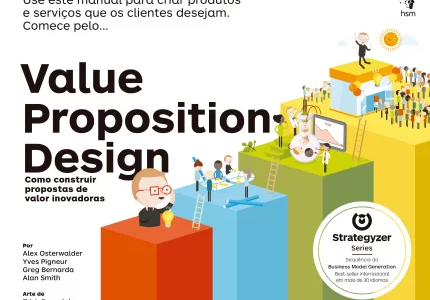 Use este manual para criar produtos
e serviços que os clientes desejam.
Comece pelo...
hsm
Value
Proposition
Design
Como construir
propostas de
valor inovadoras
Por
Alex Osterwalder
Yves Pigneur
Greg Bernarda
Alan Smith
Arte de
Strategyzer
Series
Sequência do
Business Model Generation
Best-seller internacional
em mais de 30 idiomas